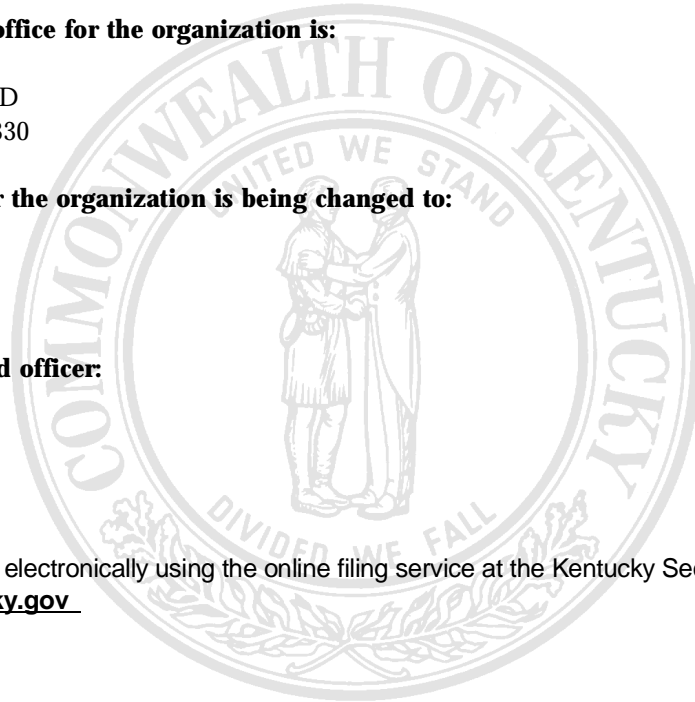 office for the organization is:
D
330
the organization is being changed to:
d officer:
electronically using the online filing service at the Kentucky
ky.gov
COMMONWEALTH OF KENTUCKY
UNITED WE STAND
DIVIDED WE FALL